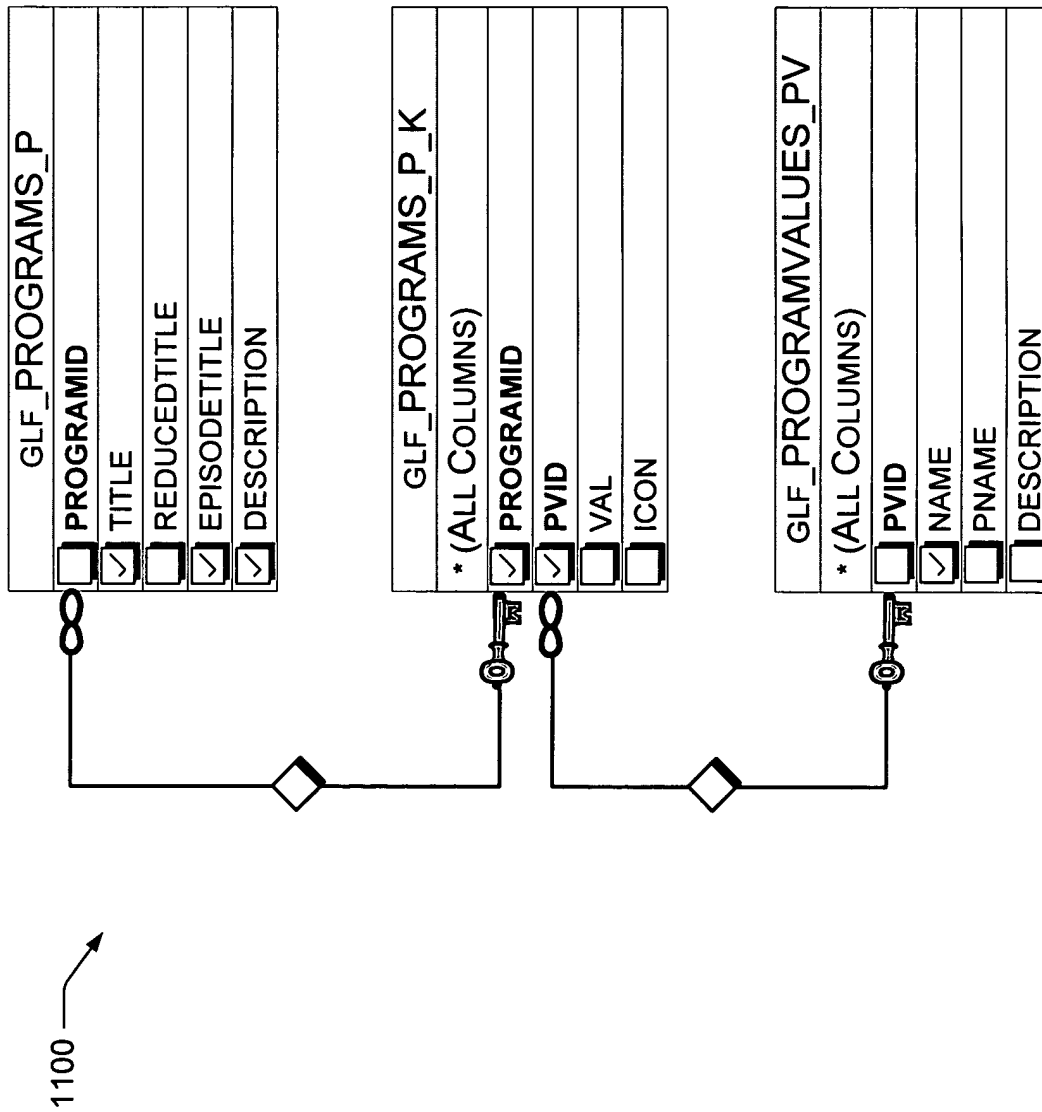 GLF_PROGRAMS_P
PROGRAMID
TITLE
REDUCEDTITLE
EPISODETITLE
DESCRIPTION
GLF_PROGRAMS_P_K
* (ALL COLUMNS)
PROGRAMID
PVID
VAL
ICON
GLF_PROGRAMVALUES_PV
* (ALL COLUMNS)
PVID
NAME
PNAME
DESCRIPTION
1100